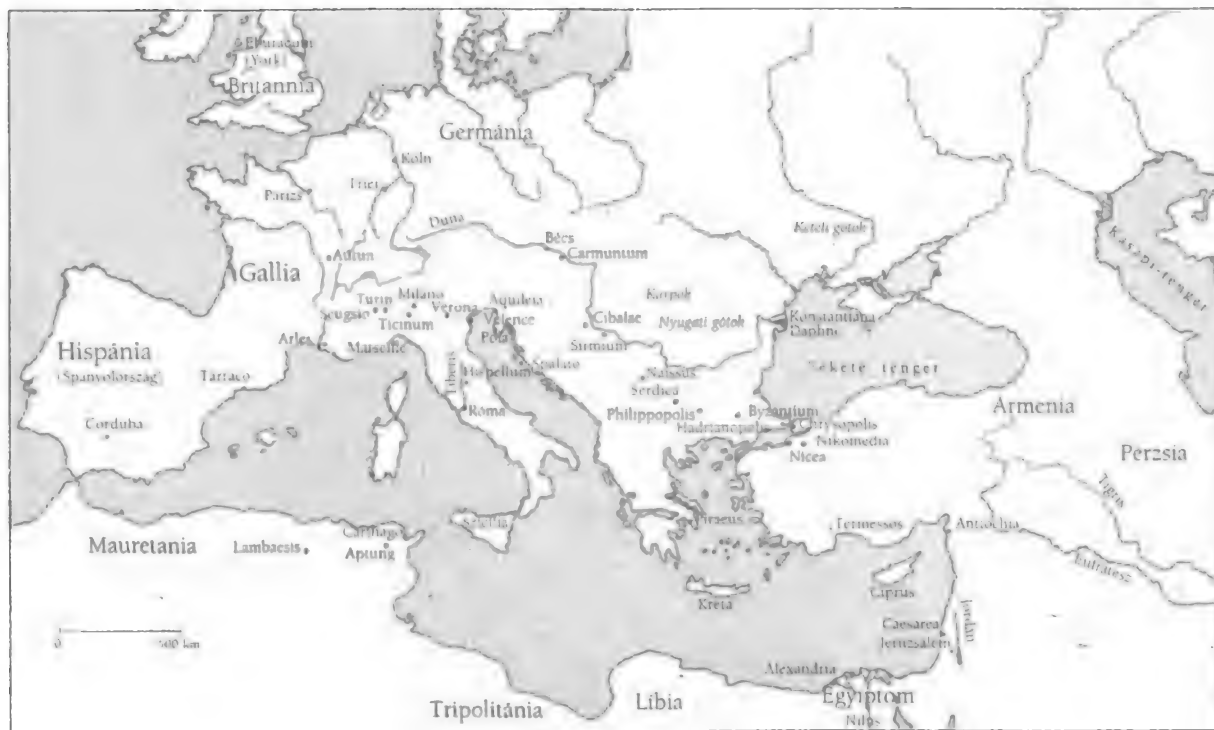 Eburacum
(York)
Britannia
Germánia
Köln
Trier
Párizs
Duna
Bécs
Carnuntum
Keleti gótok
Kaszpi-tenger
Autun
Gallia
Turin
Milano
Segusio
Verona
Aquileia
Ticinum
Velence
Pola
Cibalae
Sirmium
Karpok
Nyugati gótok
Konstantiana
Daphne
Arles
Marseille
Hispánia
(Spanyolország)
Tarraco
Corduba
Tiberis
Hispellum
Spalato
Róma
Naissus
Serdica
Philippopolis
Hadrianopolis
Byzantium
Chrysopolis
Nikomedia
Nicea
Fekete tenger
Armenia
Perzsia
Tigris
Eufrátesz
Mauretania
Lambaesis
Carthago
Aptung
Szicília
Piraeus
Termessos
Antiochia
Kréta
Ciprus
Caesarea
Jeruzsálem
Jordán
0 500 km
Alexandria
Egyiptom
Nílus
Líbia
Tripolitánia